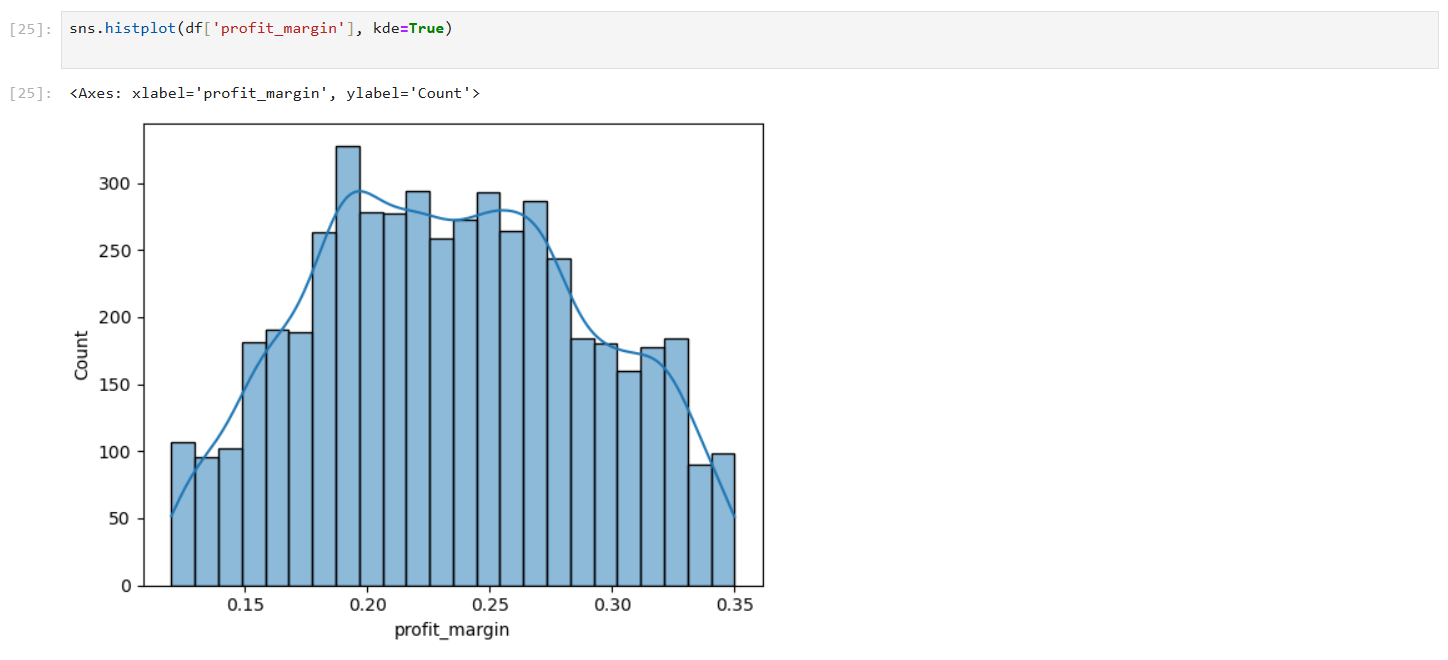 [25]: sns.histplot(df['profit_margin'], kde=True)
[25]: <Axes: xlabel='profit_margin', ylabel='Count'>
300
250
200
150
100
50
0
Count
0.15 0.20 0.25 0.30 0.35
profit_margin